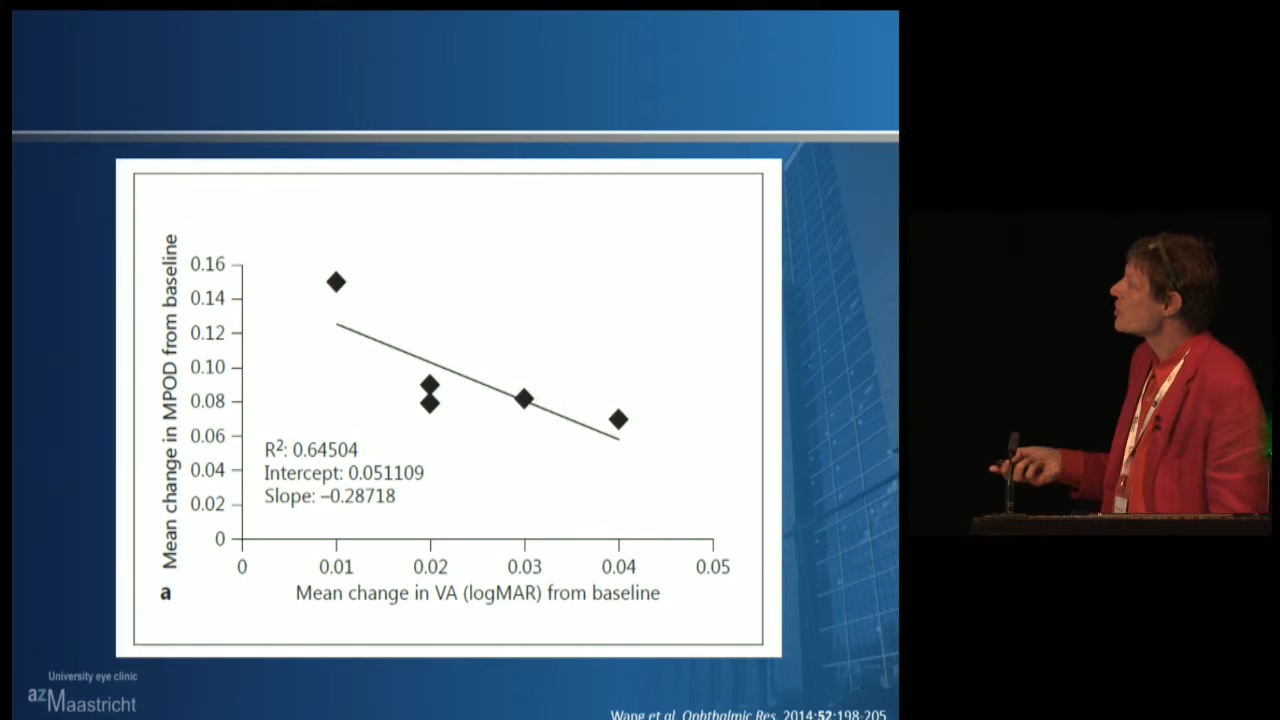 Mean change in MPOD from baseline
0.16
0.14
0.12
0.10
0.08
0.06
0.04
0.02
0
R²: 0.64504
Intercept: 0.051109
Slope: –0.28718
0 0.01 0.02 0.03 0.04 0.05
Mean change in VA (logMAR) from baseline
a
University eye clinic
azMaastricht
Wang et al. Ophthalmic Res. 2014;52:198-205